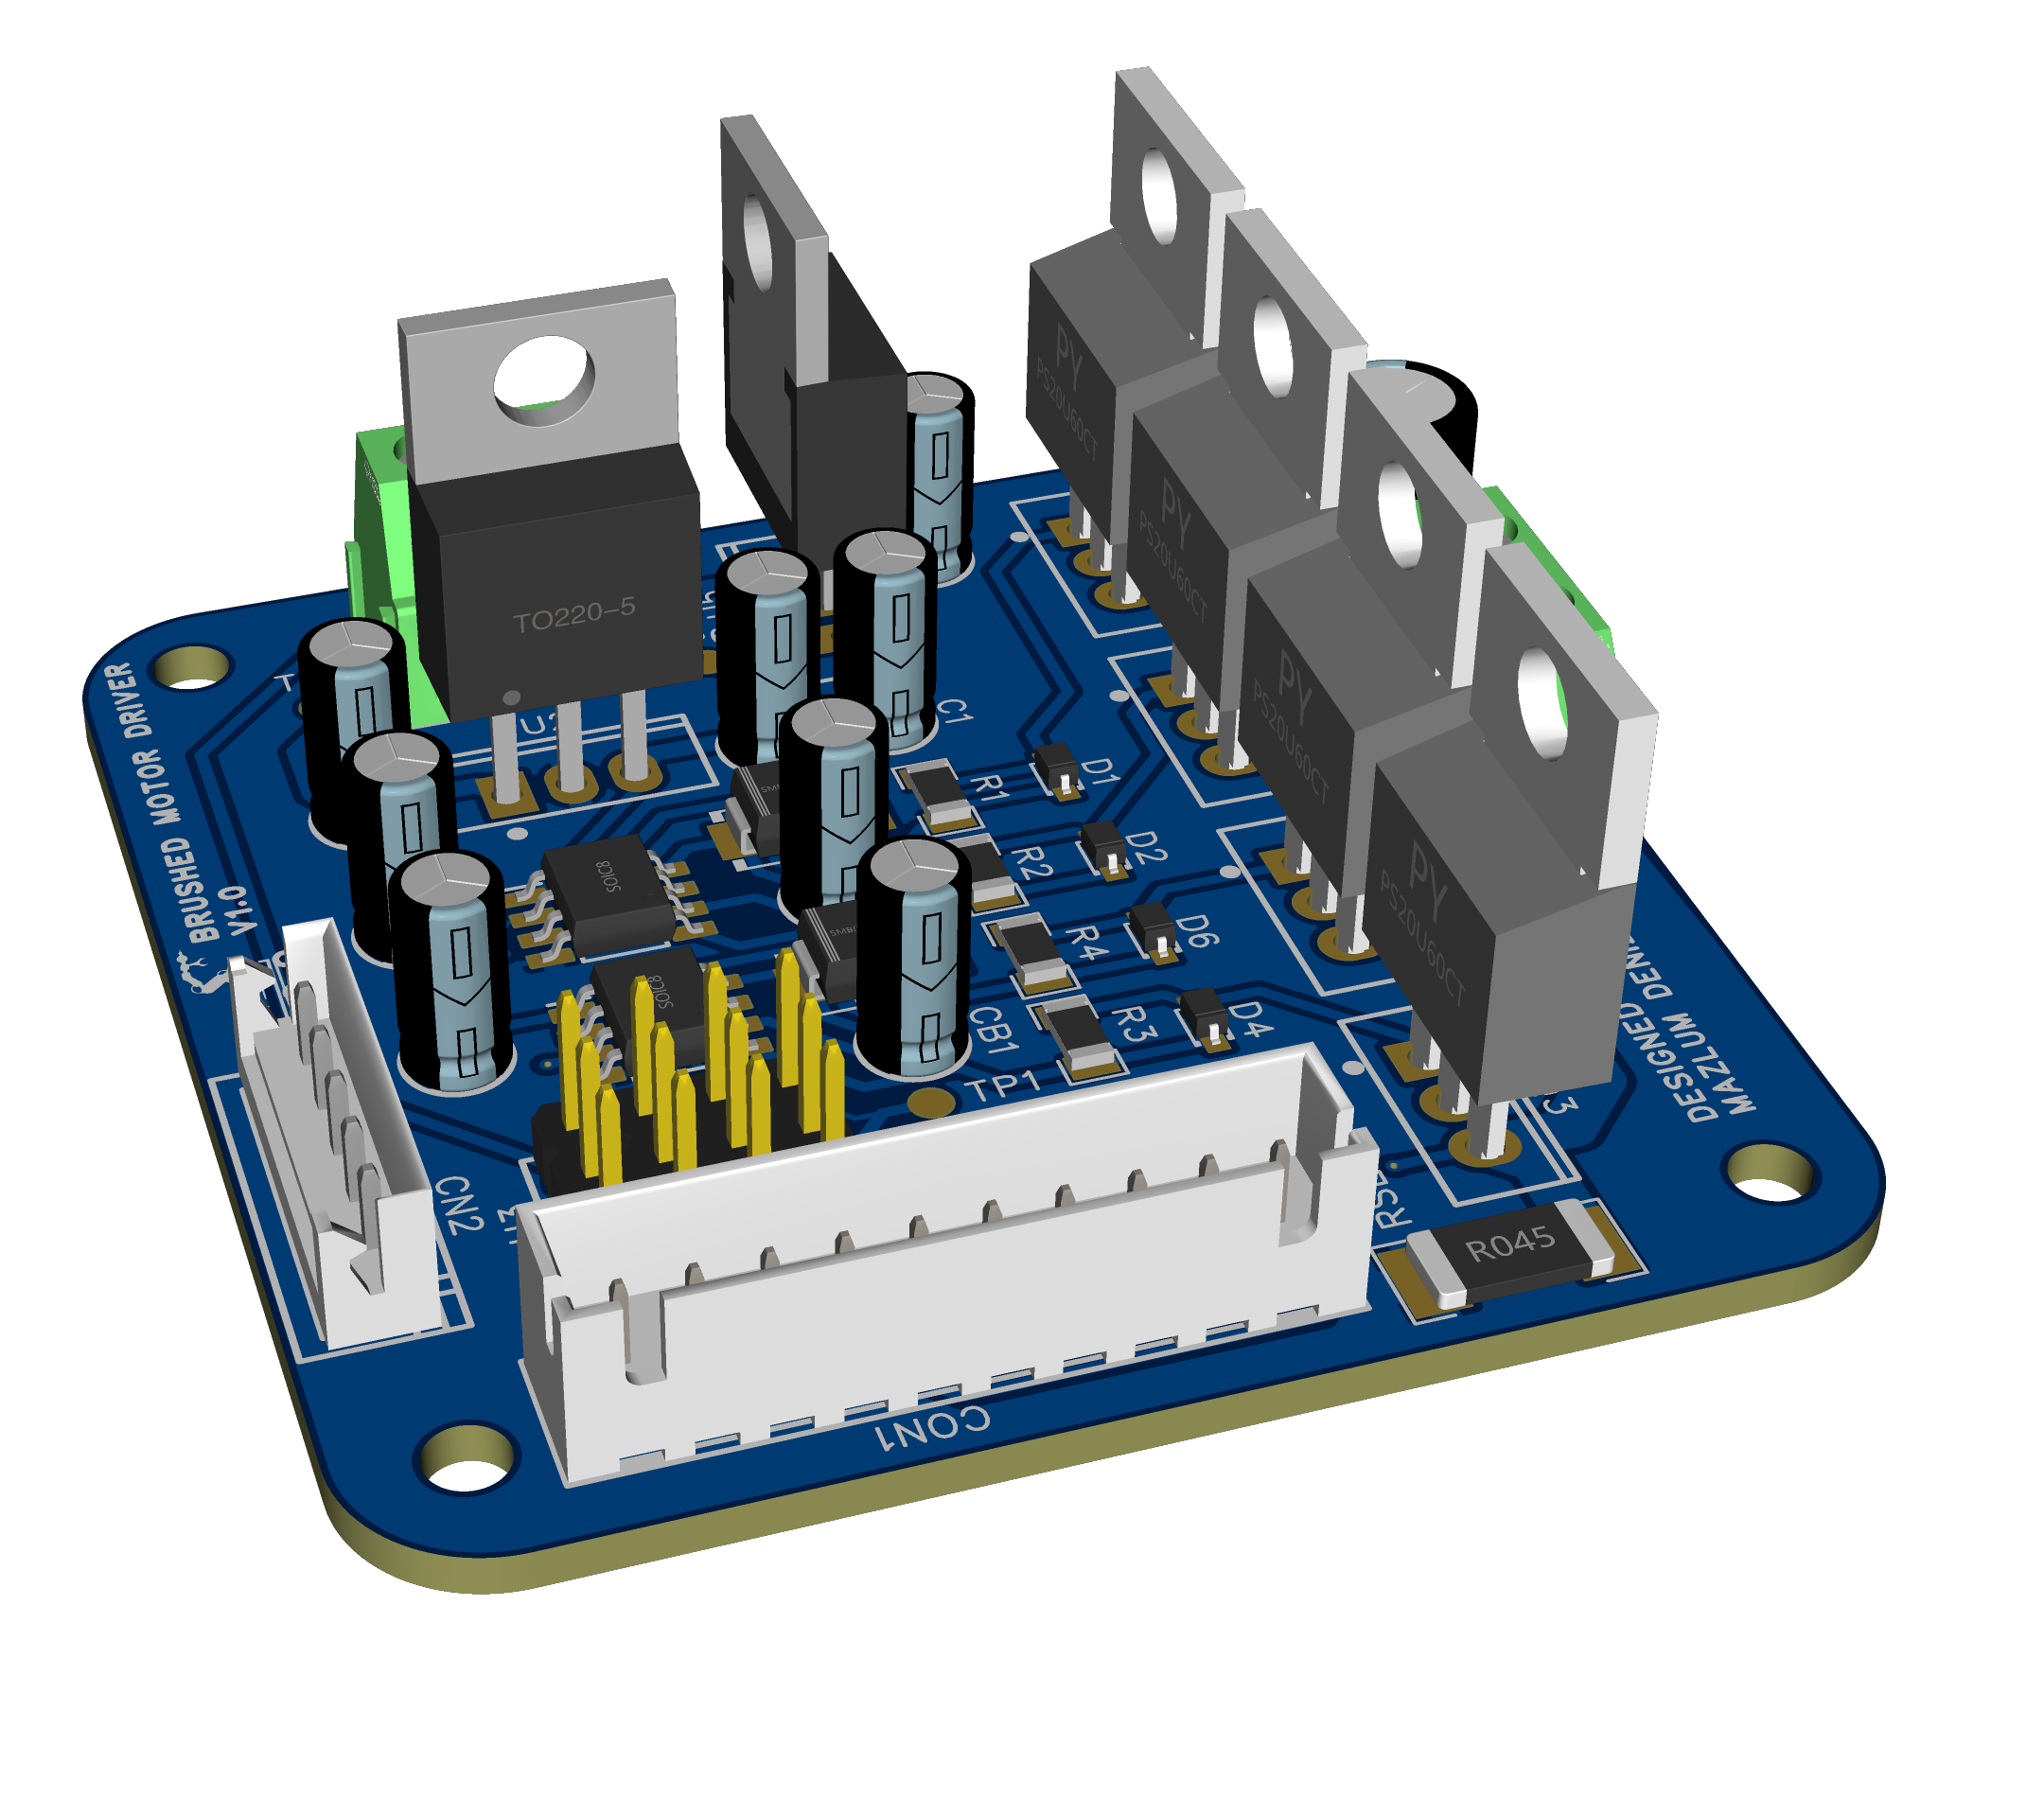 BRUSHED MOTOR DRIVER
V1.0
TO220-5
PY
PS20U60CT
PY
PS20U60CT
PY
PS20U60CT
PY
PS20U60CT
C1
R1
D1
R2
D2
R4
D6
R3
D4
SOIC8
SOIC8
CB1
TP1
CN2
CON1
R045
DESIGNED
MAZLUM